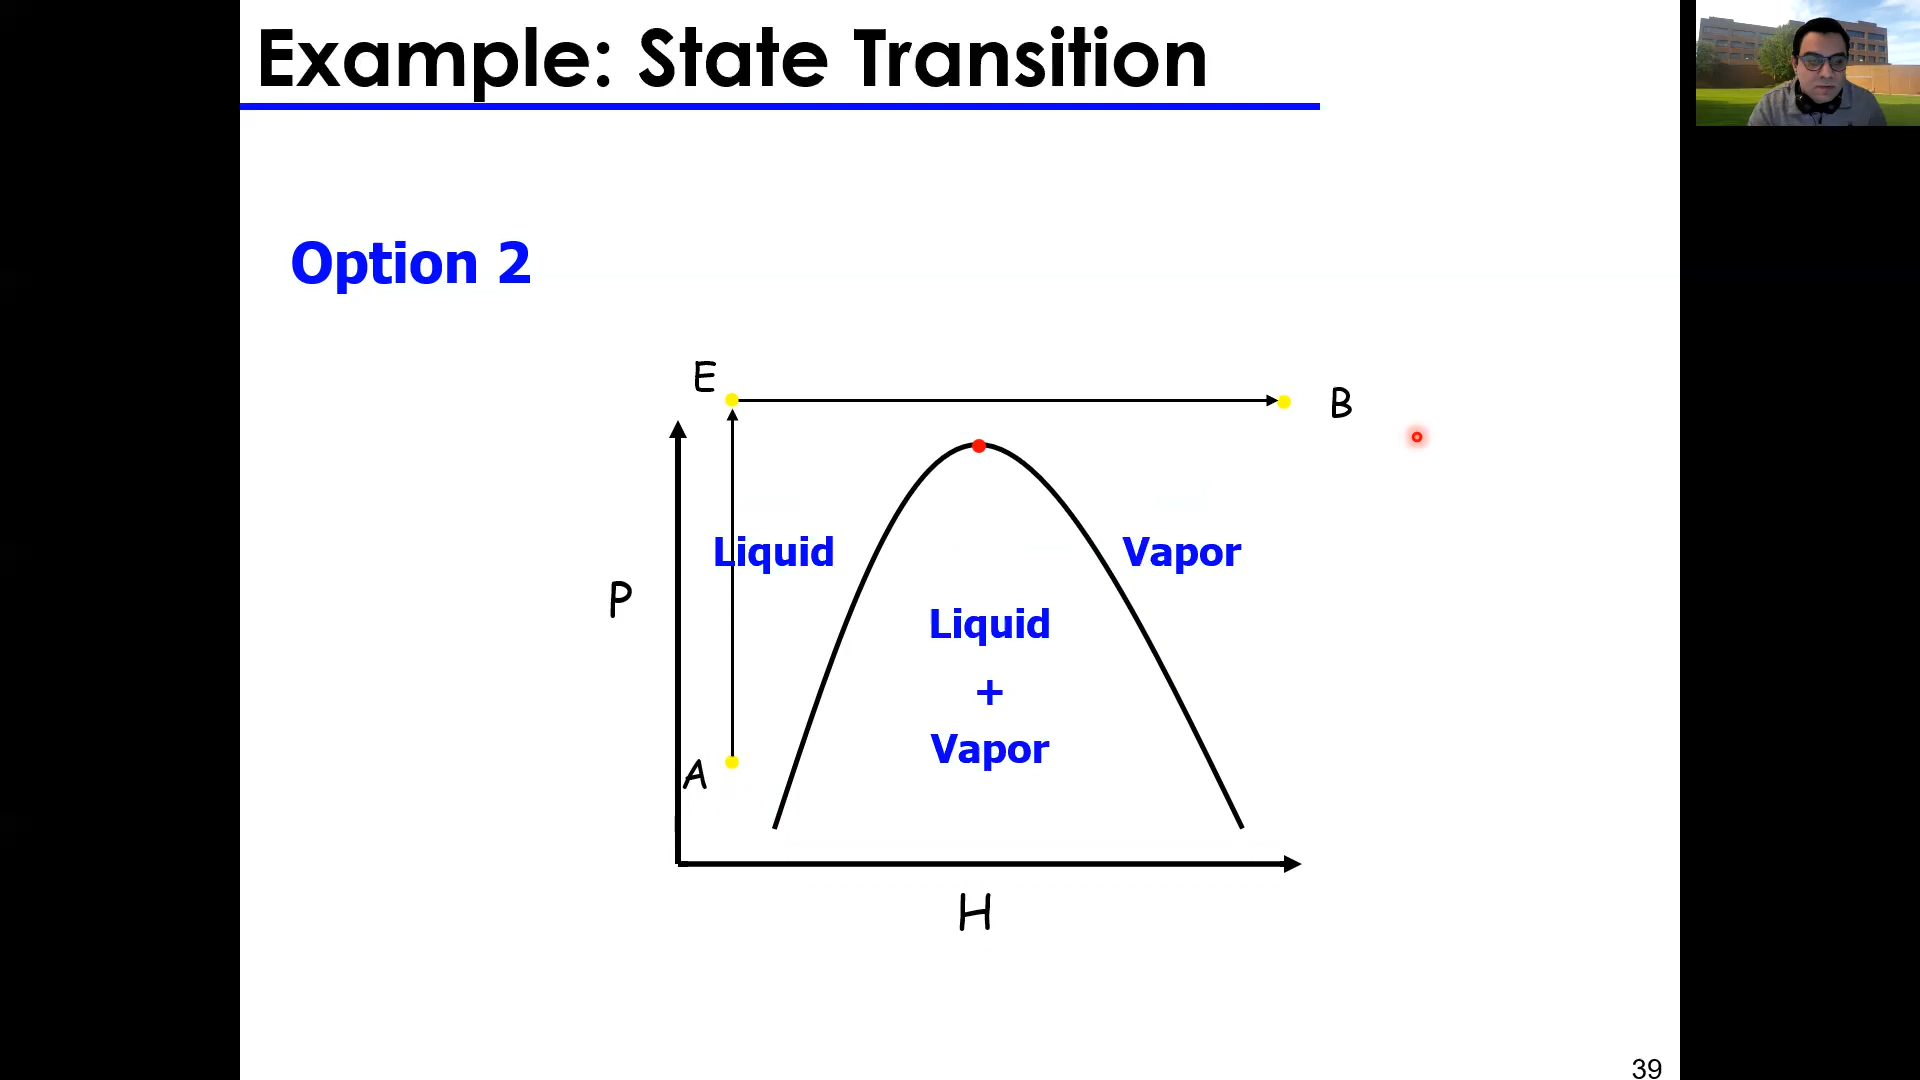 Example: State Transition
Option 2
E
B
Liquid
Vapor
P
Liquid
+
Vapor
A
H
39